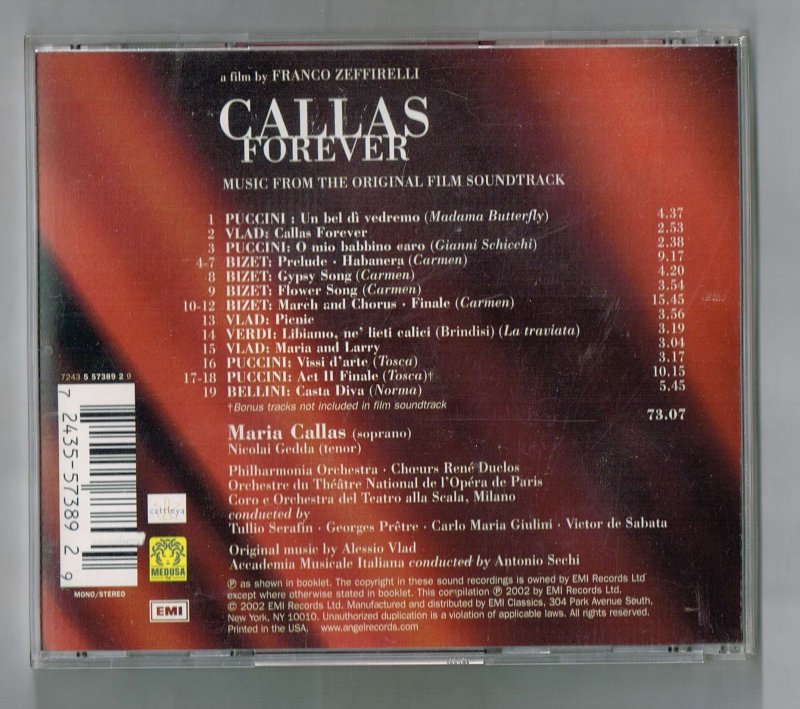 a film by FRANCO ZEFFIRELLI
CALLAS
FOREVER
MUSIC FROM THE ORIGINAL FILM SOUNDTRACK
1 PUCCINI : Un bel dì vedremo (Madama Butterfly) 4.37
2 VLAD: Callas Forever 2.53
3 PUCCINI: O mio babbino caro (Gianni Schicchi) 2.38
4-7 BIZET: Prelude · Habanera (Carmen) 9.17
8 BIZET: Gypsy Song (Carmen) 4.20
9 BIZET: Flower Song (Carmen) 3.54
10-12 BIZET: March and Chorus · Finale (Carmen) 15.45
13 VLAD: Picnic 3.56
14 VERDI: Libiamo, ne' lieti calici (Brindisi) (La traviata) 3.19
15 VLAD: Maria and Larry 3.04
16 PUCCINI: Vissi d'arte (Tosca) 3.17
17-18 PUCCINI: Act II Finale (Tosca)† 10.15
19 BELLINI: Casta Diva (Norma) 5.45
†Bonus tracks not included in film soundtrack
73.07
Maria Callas (soprano)
Nicolai Gedda (tenor)
Philharmonia Orchestra · Chœurs René Duclos
Orchestre du Théâtre National de l'Opéra de Paris
Coro e Orchestra del Teatro alla Scala, Milano
conducted by
Tullio Serafin · Georges Prêtre · Carlo Maria Giulini · Victor de Sabata
Original music by Alessio Vlad
Accademia Musicale Italiana conducted by Antonio Sechi
℗ as shown in booklet. The copyright in these sound recordings is owned by EMI Records Ltd
except where otherwise stated in booklet. This compilation ℗ 2002 by EMI Records Ltd.
© 2002 EMI Records Ltd. Manufactured and distributed by EMI Classics, 304 Park Avenue South,
New York, NY 10010. Unauthorized duplication is a violation of applicable laws. All rights reserved.
Printed in the USA. www.angelrecords.com
7243 5 57389 2 9
7 2435-57389 2 9
MONO/STEREO
cattleya
MEDUSA
EMI